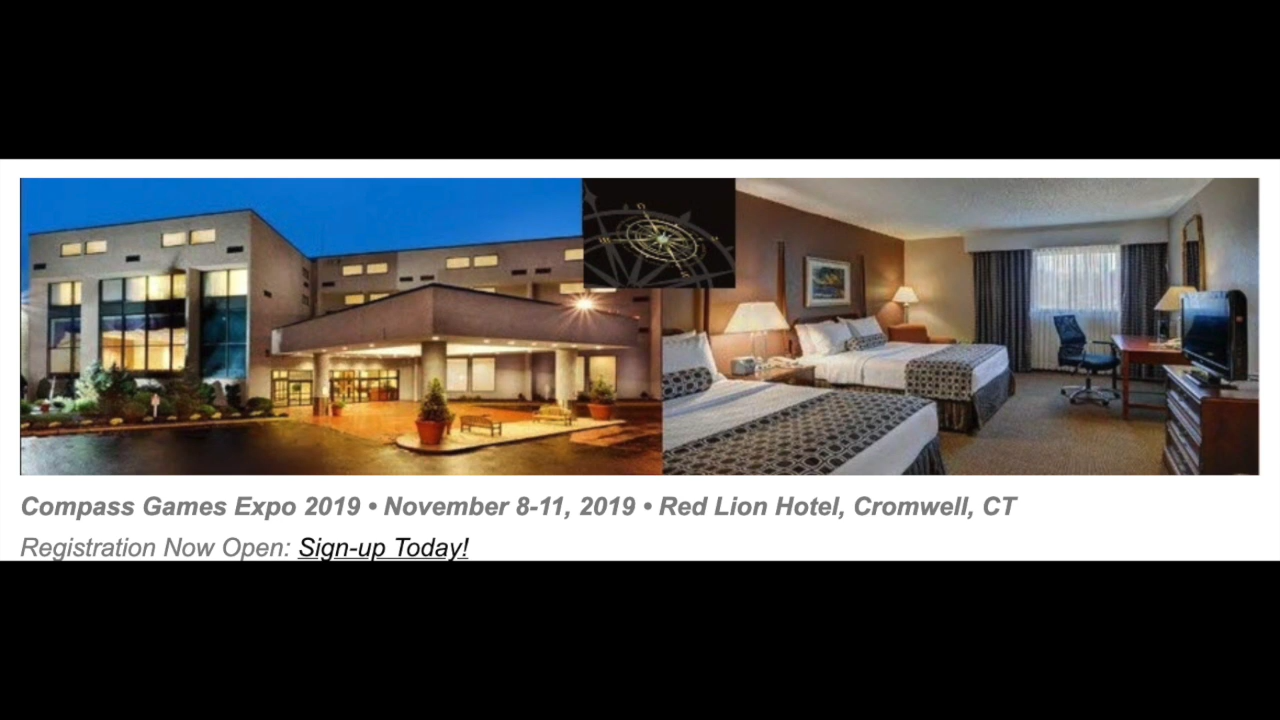 Compass Games Expo 2019 • November 8-11, 2019 • Red Lion Hotel, Cromwell, CT
Registration Now Open: Sign-up Today!